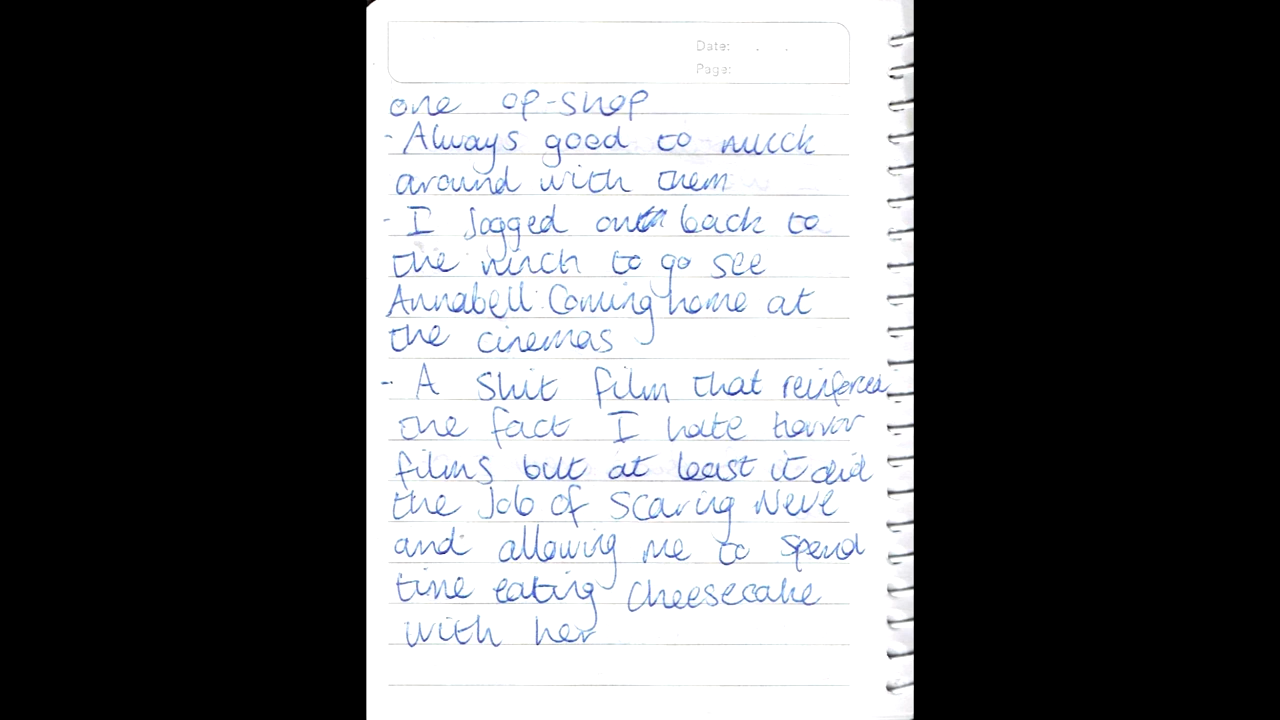 Date: . .
Page:
one op-shop
- Always good to muck
around with them
- I jogged back to
the ninch to go see
Annabell: Coming home at
the cinemas
- A shit film that reinforces
the fact I hate horror
films but at least it did
the Job of Scaring Neve
and allowing me to spend
time eating Cheesecake
with her